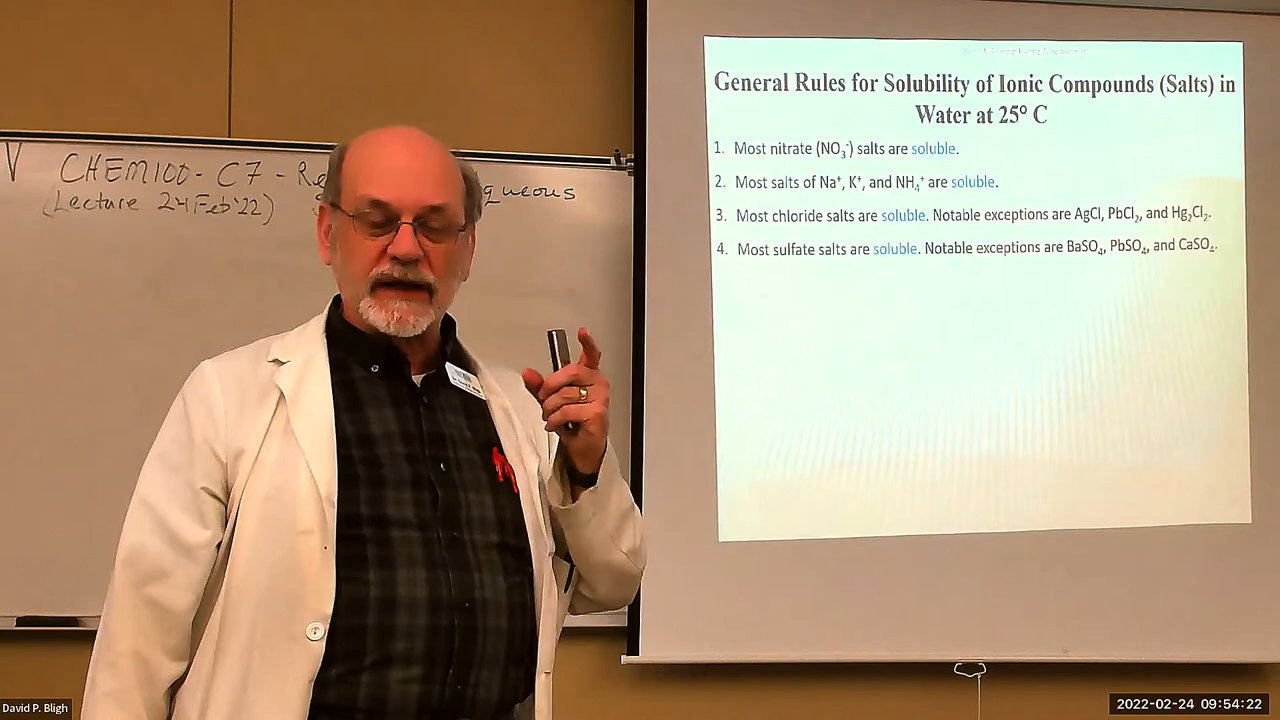 V CHEM100 - C7 - Re queous
(Lecture 24 Feb '22)
General Rules for Solubility of Ionic Compounds (Salts) in
Water at 25° C
1. Most nitrate (NO₃⁻) salts are soluble.
2. Most salts of Na⁺, K⁺, and NH₄⁺ are soluble.
3. Most chloride salts are soluble. Notable exceptions are AgCl, PbCl₂, and Hg₂Cl₂.
4. Most sulfate salts are soluble. Notable exceptions are BaSO₄, PbSO₄, and CaSO₄.
David P. Bligh
2022-02-24 09:54:22